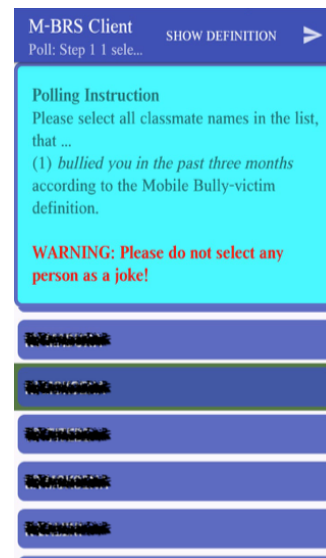 M-BRS Client
Poll: Step 1 1 sele...
SHOW DEFINITION
Polling Instruction
Please select all classmate names in the list,
that ...
(1) bullied you in the past three months
according to the Mobile Bully-victim
definition.
WARNING: Please do not select any
person as a joke!